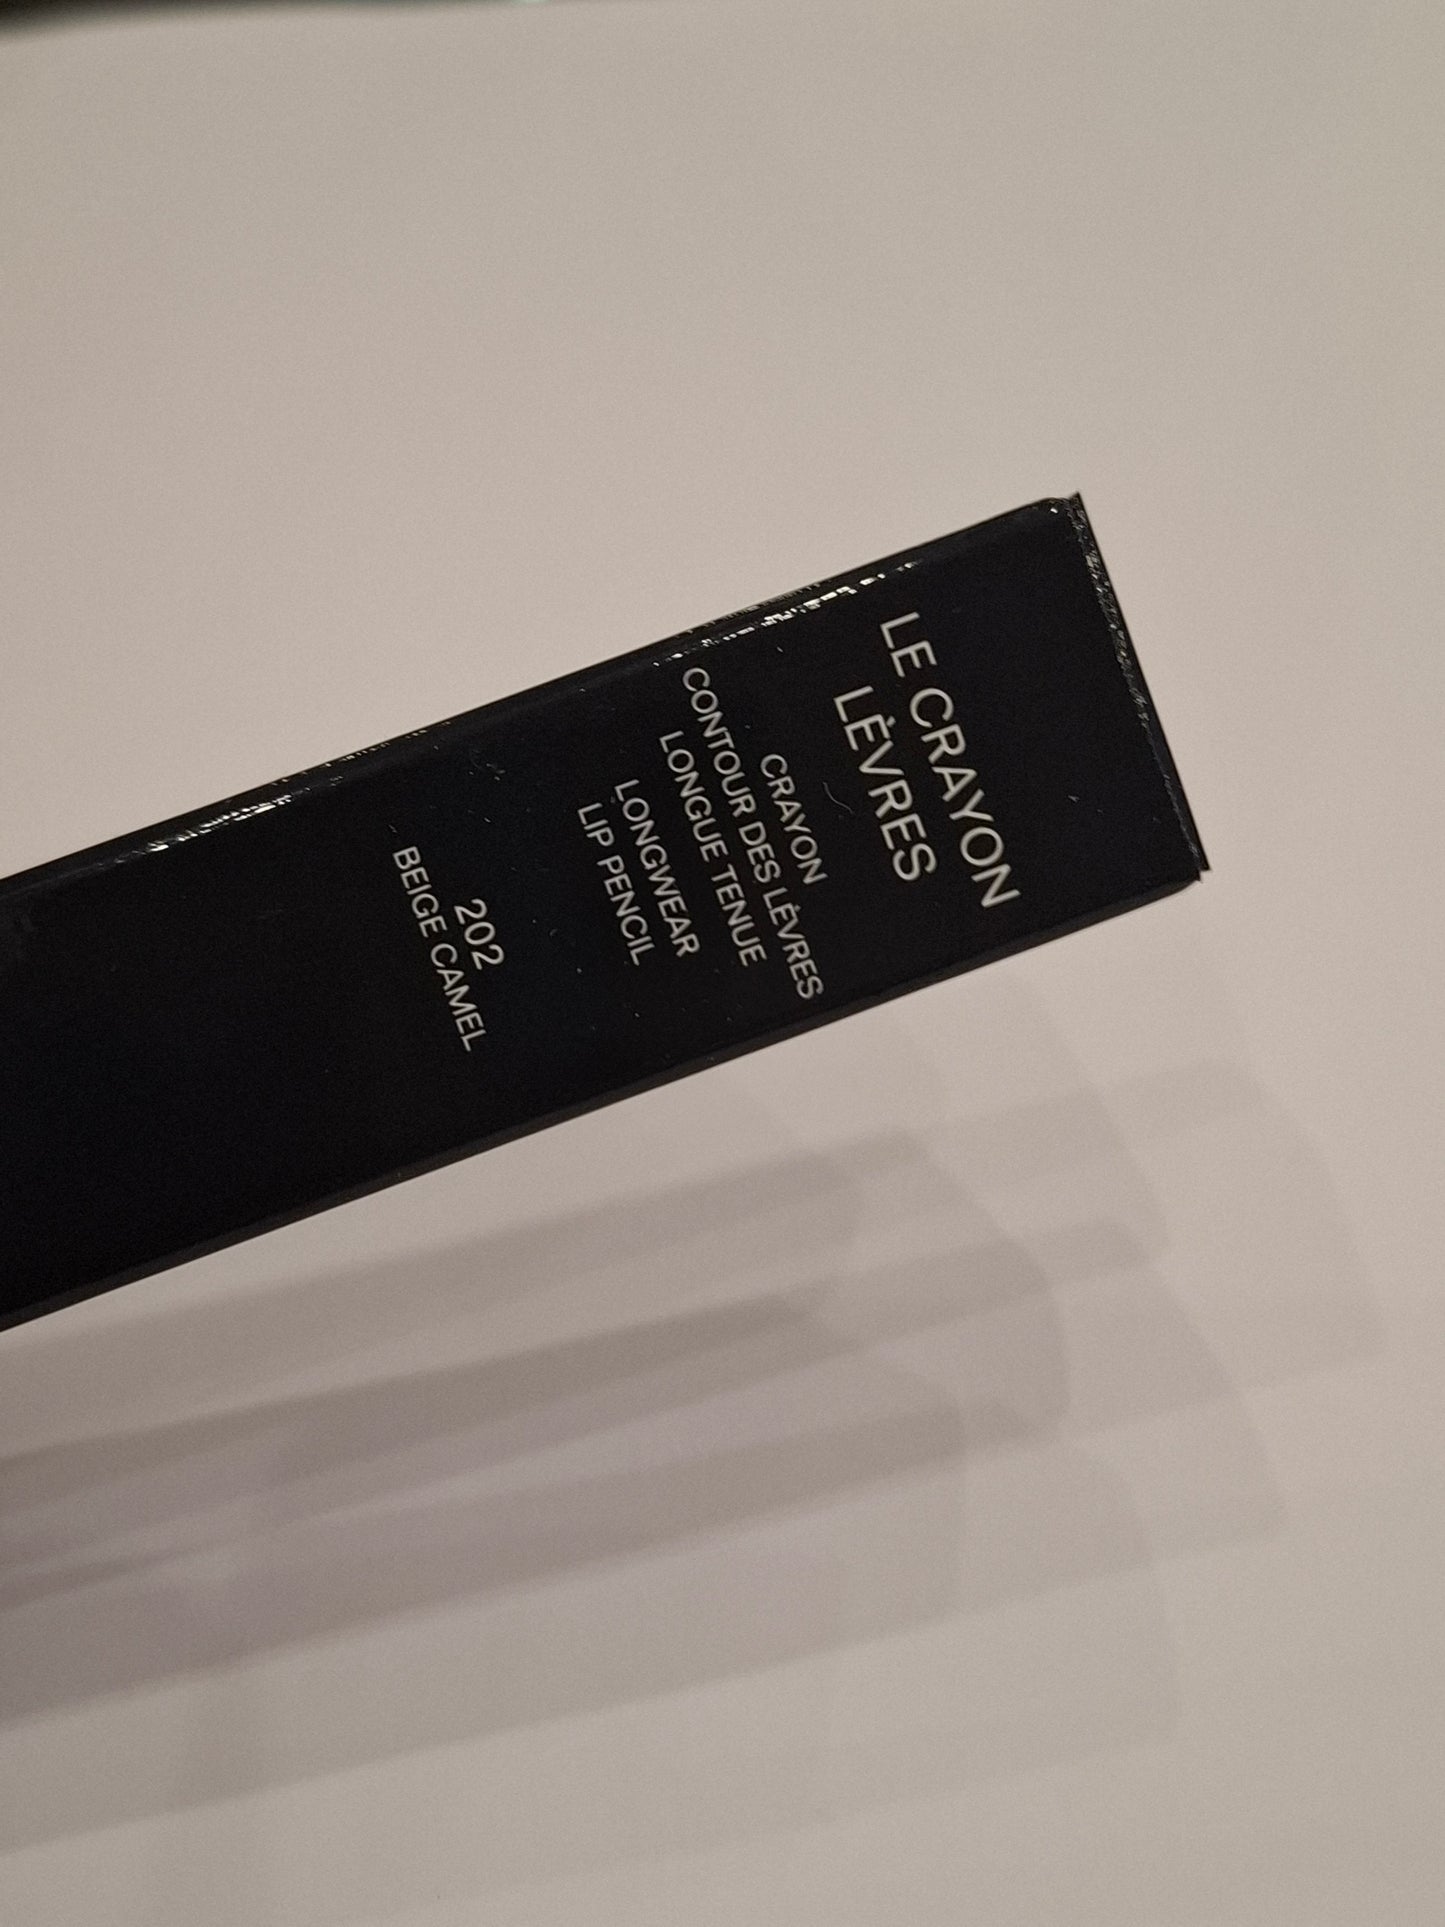 LE CRAYON
LÈVRES
CRAYON
CONTOUR DES LÈVRES
LONGUE TENUE
LONGWEAR
LIP PENCIL
202
BEIGE CAMEL